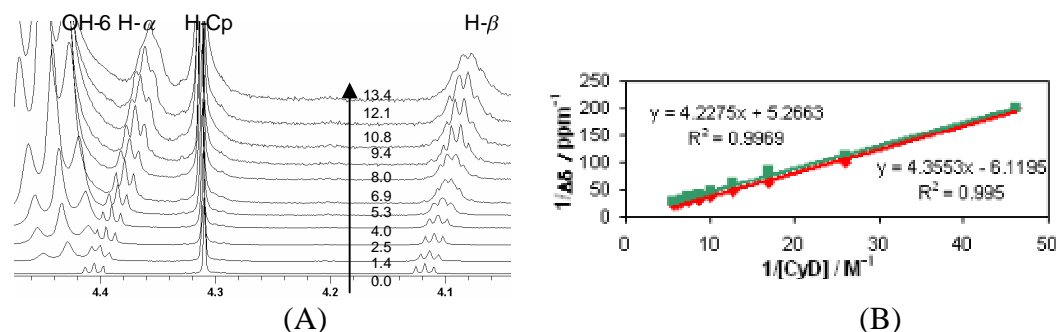 OH-6 H-α H-Cp H-β
13.4
12.1
10.8
9.4
8.0
6.9
5.3
4.0
2.5
1.4
0.0
4.4 4.3 4.2 4.1
(A)
B)
1/Δδ / ppm⁻¹
250
200
150
100
50
0
y = 4.2275x + 5.2663
R² = 0.9969
y = 4.3553x - 6.1195
R² = 0.995
0 10 20 30 40 50
1/[CyD] / M⁻¹
(B)